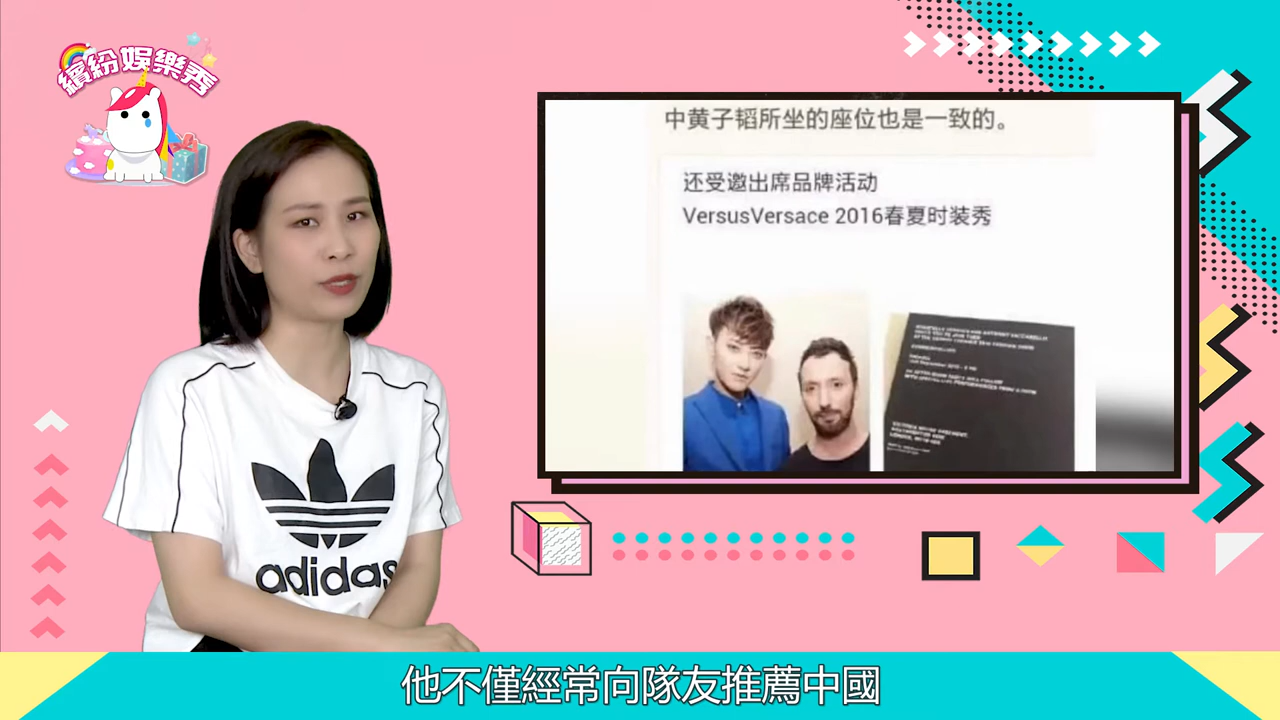 繽紛娛樂秀
中黄子韬所坐的座位也是一致的。
还受邀出席品牌活动
VersusVersace 2016春夏时装秀
adidas
他不僅經常向隊友推薦中國